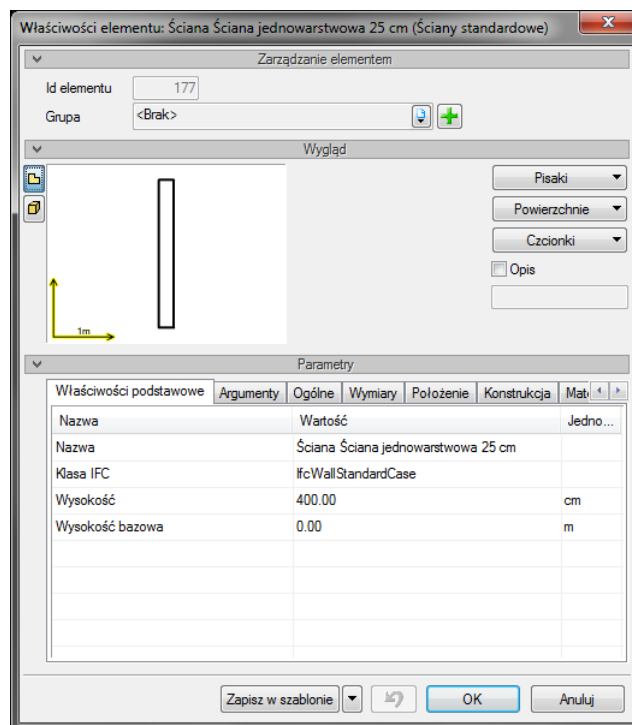 Właściwości elementu: Ściana Ściana jednowarstwowa 25 cm (Ściany standardowe)
Zarządzanie elementem
Id elementu 177
Grupa <Brak>
Wygląd
Pisaki
Powierzchnie
Czcionki
Opis
1m
Parametry
Właściwości podstawowe Argumenty Ogólne Wymiary Położenie Konstrukcja Mate
Nazwa Wartość Jedno...
Nazwa Ściana Ściana jednowarstwowa 25 cm
Klasa IFC IfcWallStandardCase
Wysokość 400.00 cm
Wysokość bazowa 0.00 m
Zapisz w szablonie OK Anuluj